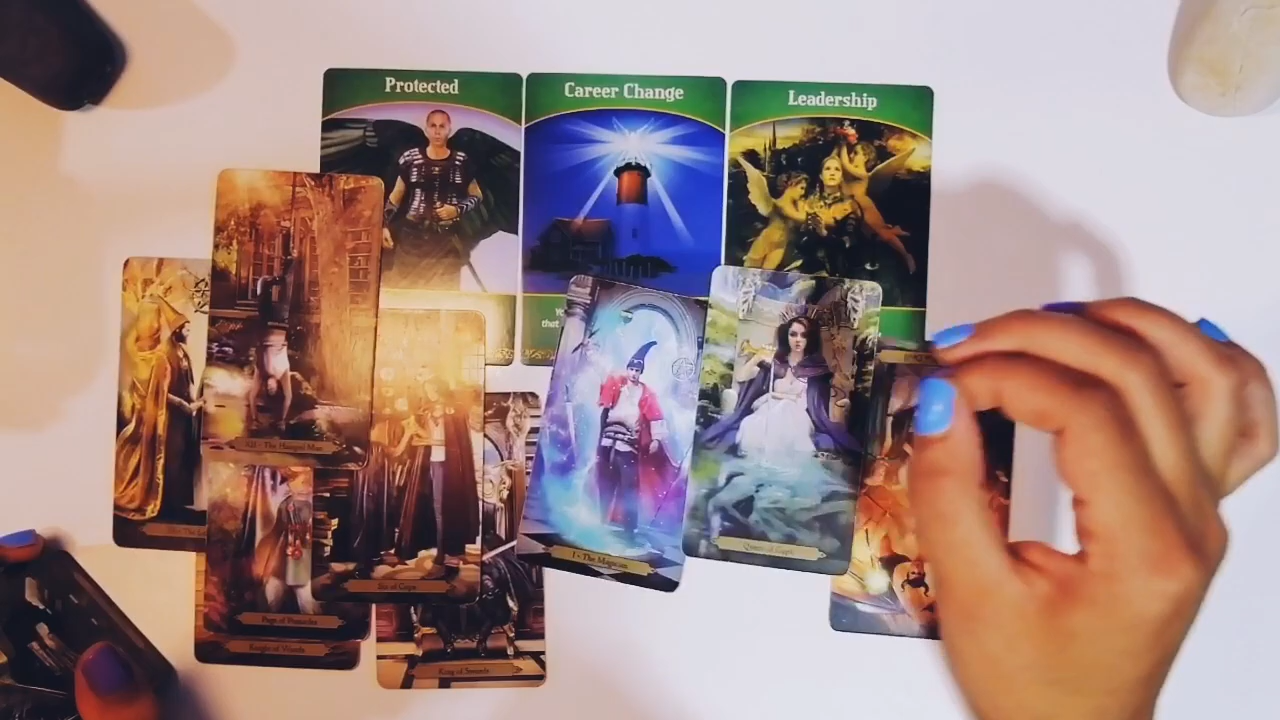 Protected
Career Change
Leadership
that
XII - The Hanged Man
I - The Magician
Queen of Cups
Six of Cups
Page of Pentacles
Knight of Wands
King of Swords